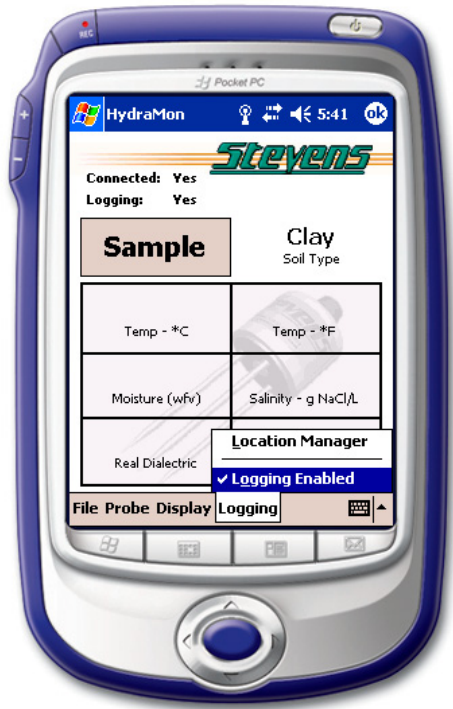 REC
Pocket PC
HydraMon 5:41 ok
Stevens
Connected: Yes
Logging: Yes
Sample
Clay
Soil Type
Temp - *C
Temp - *F
Moisture (wfv)
Salinity - g NaCl/L
Real Dialectric
Location Manager
Logging Enabled
File Probe Display Logging